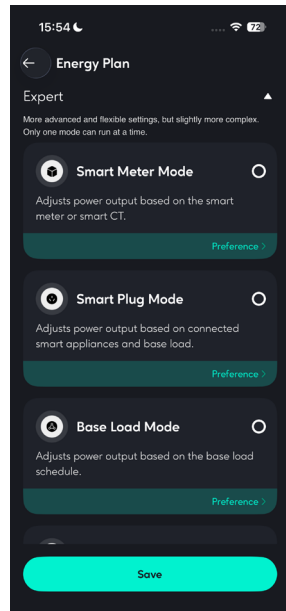 15:54
72
Energy Plan
Expert
More advanced and flexible settings, but slightly more complex.
Only one mode can run at a time.
Smart Meter Mode
Adjusts power output based on the smart
meter or smart CT.
Preference >
Smart Plug Mode
Adjusts power output based on connected
smart appliances and base load.
Preference >
Base Load Mode
Adjusts power output based on the base load
schedule.
Preference >
Save